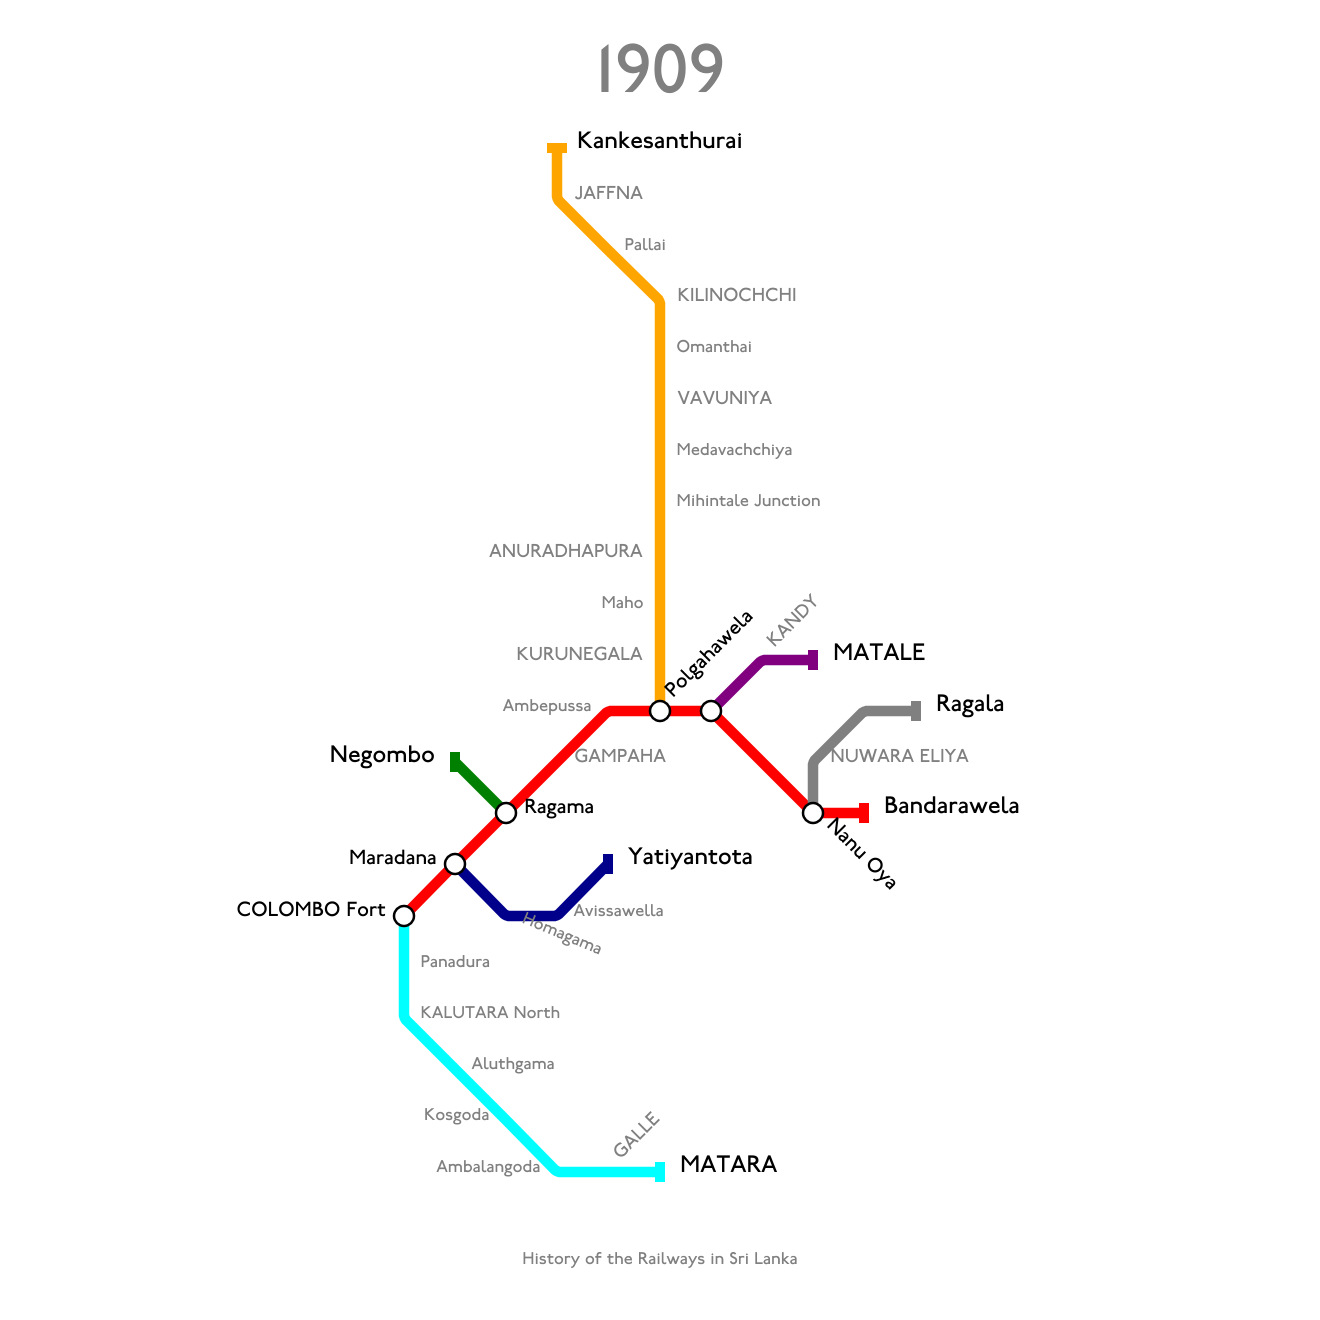 1909
Kankesanthurai
JAFFNA
Pallai
KILINOCHCHI
Omanthai
VAVUNIYA
Medavachchiya
Mihintale Junction
ANURADHAPURA
Maho
KANDY
Polgahawela
KURUNEGALA
MATALE
Ambepussa
Ragala
Negombo
GAMPAHA
NUWARA ELIYA
Ragama
Bandarawela
Nanu Oya
Maradana
Yatiyantota
COLOMBO Fort
Avissawella
Homagama
Panadura
KALUTARA North
Aluthgama
Kosgoda
GALLE
Ambalangoda
MATARA
History of the Railways in Sri Lanka